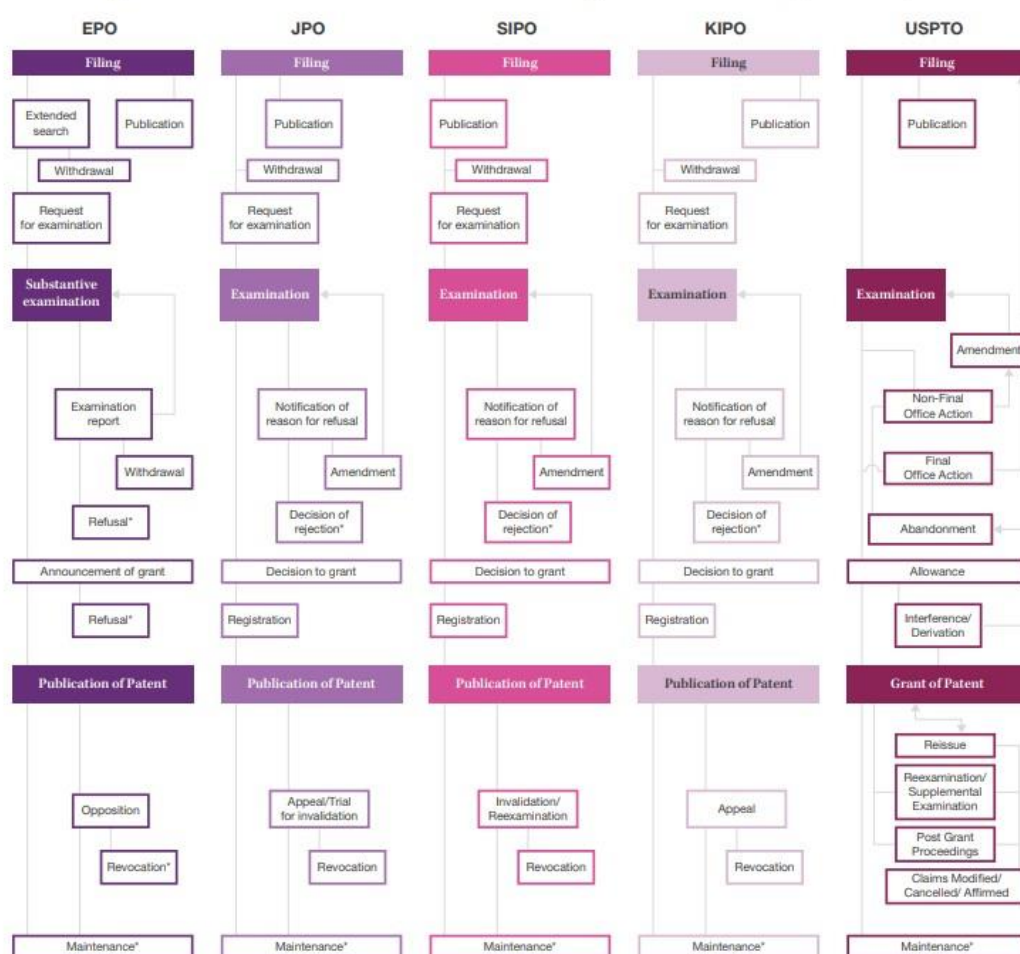 EPO
JPO
SIPO
KIPO
USPTO
Filing
Filing
Filing
Filing
Filing
Extended
search
Publication
Publication
Publication
Publication
Publication
Withdrawal
Withdrawal
Withdrawal
Withdrawal
Request
for examination
Request
for examination
Request
for examination
Request
for examination
Substantive
examination
Examination
Examination
Examination
Examination
Amendment
Examination
report
Notification of
reason for refusal
Notification of
reason for refusal
Notification of
reason for refusal
Non-Final
Office Action
Withdrawal
Amendment
Amendment
Amendment
Final
Office Action
Refusal*
Decision of
rejection*
Decision of
rejection*
Decision of
rejection*
Abandonment
Announcement of grant
Decision to grant
Decision to grant
Decision to grant
Allowance
Refusal*
Registration
Registration
Registration
Interference/
Derivation
Publication of Patent
Publication of Patent
Publication of Patent
Publication of Patent
Grant of Patent
Reissue
Reexamination/
Supplemental
Examination
Opposition
Appeal/Trial
for invalidation
Invalidation/
Reexamination
Appeal
Post Grant
Proceedings
Revocation*
Revocation
Revocation
Revocation
Claims Modified/
Cancelled/ Affirmed
Maintenance*
Maintenance*
Maintenance*
Maintenance*
Maintenance*